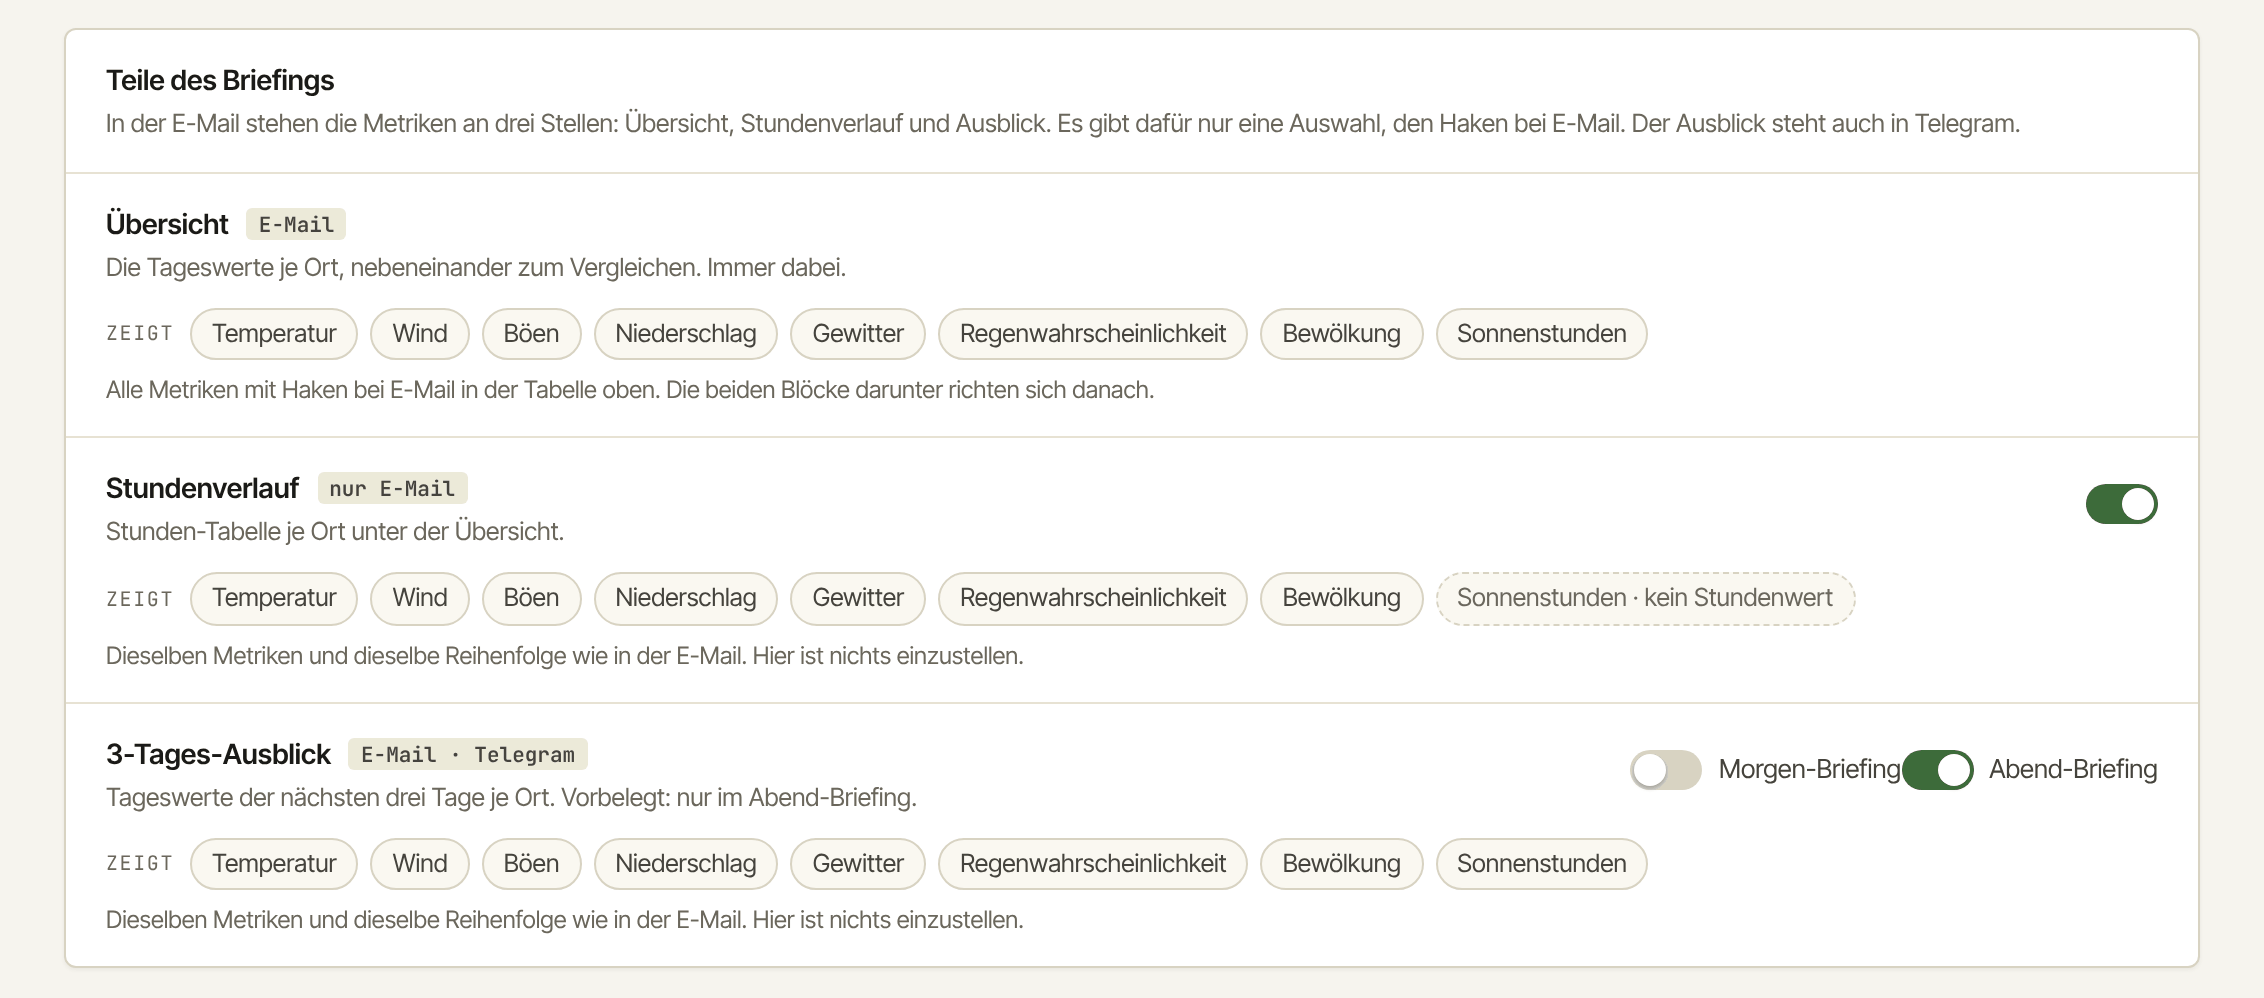 Teile des Briefings
In der E-Mail stehen die Metriken an drei Stellen: Übersicht, Stundenverlauf und Ausblick. Es gibt dafür nur eine Auswahl, den Haken bei E-Mail. Der Ausblick steht auch in Telegram.
Übersicht E-Mail
Die Tageswerte je Ort, nebeneinander zum Vergleichen. Immer dabei.
ZEIGT Temperatur Wind Böen Niederschlag Gewitter Regenwahrscheinlichkeit Bewölkung Sonnenstunden
Alle Metriken mit Haken bei E-Mail in der Tabelle oben. Die beiden Blöcke darunter richten sich danach.
Stundenverlauf nur E-Mail
Stunden-Tabelle je Ort unter der Übersicht.
ZEIGT Temperatur Wind Böen Niederschlag Gewitter Regenwahrscheinlichkeit Bewölkung Sonnenstunden · kein Stundenwert
Dieselben Metriken und dieselbe Reihenfolge wie in der E-Mail. Hier ist nichts einzustellen.
3-Tages-Ausblick E-Mail · Telegram Morgen-Briefing Abend-Briefing
Tageswerte der nächsten drei Tage je Ort. Vorbelegt: nur im Abend-Briefing.
ZEIGT Temperatur Wind Böen Niederschlag Gewitter Regenwahrscheinlichkeit Bewölkung Sonnenstunden
Dieselben Metriken und dieselbe Reihenfolge wie in der E-Mail. Hier ist nichts einzustellen.